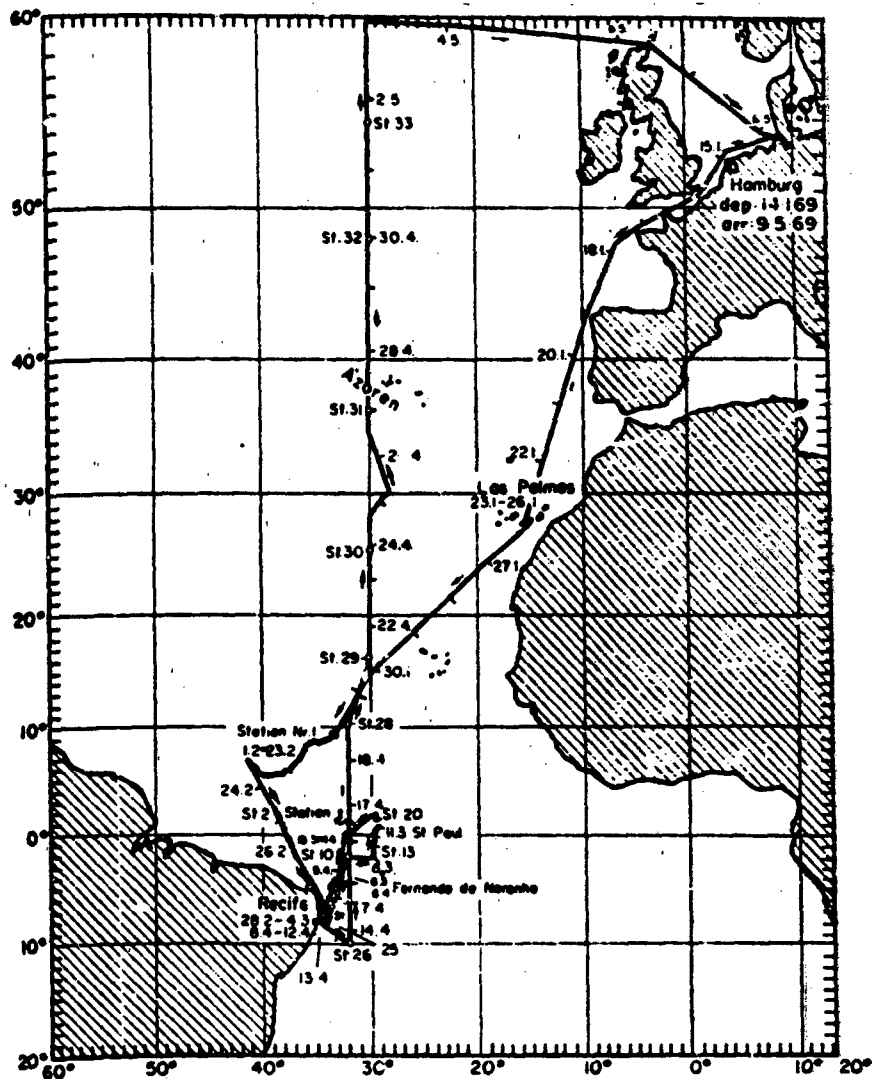 60°
4.5.
2.5
St.33
15.1.
6.5.
Hamburg
dep. 14.1.69
arr. 9.5.69
50°
St.32
30.4.
18.1.
28.4.
40°
20.1.
Azoren
St.31
22.1.
Las Palmas
23.1-26.1
30°
24.4.
St.30
27.1.
22.4.
20°
St.29
30.1
St.28
10°
Station Nr.1
1.2-23.2
18.4
24.2
17.4
St.2
Station
St 20
11.3 St Paul
0°
26.2
St 10
St.13
Fernando de Noronha
Recife
17.4
28.2-4.3
8.4-12.4
14.4
10°
St 26
25
13.4
20°
60° 50° 40° 30° 20° 10° 0° 10° 20°